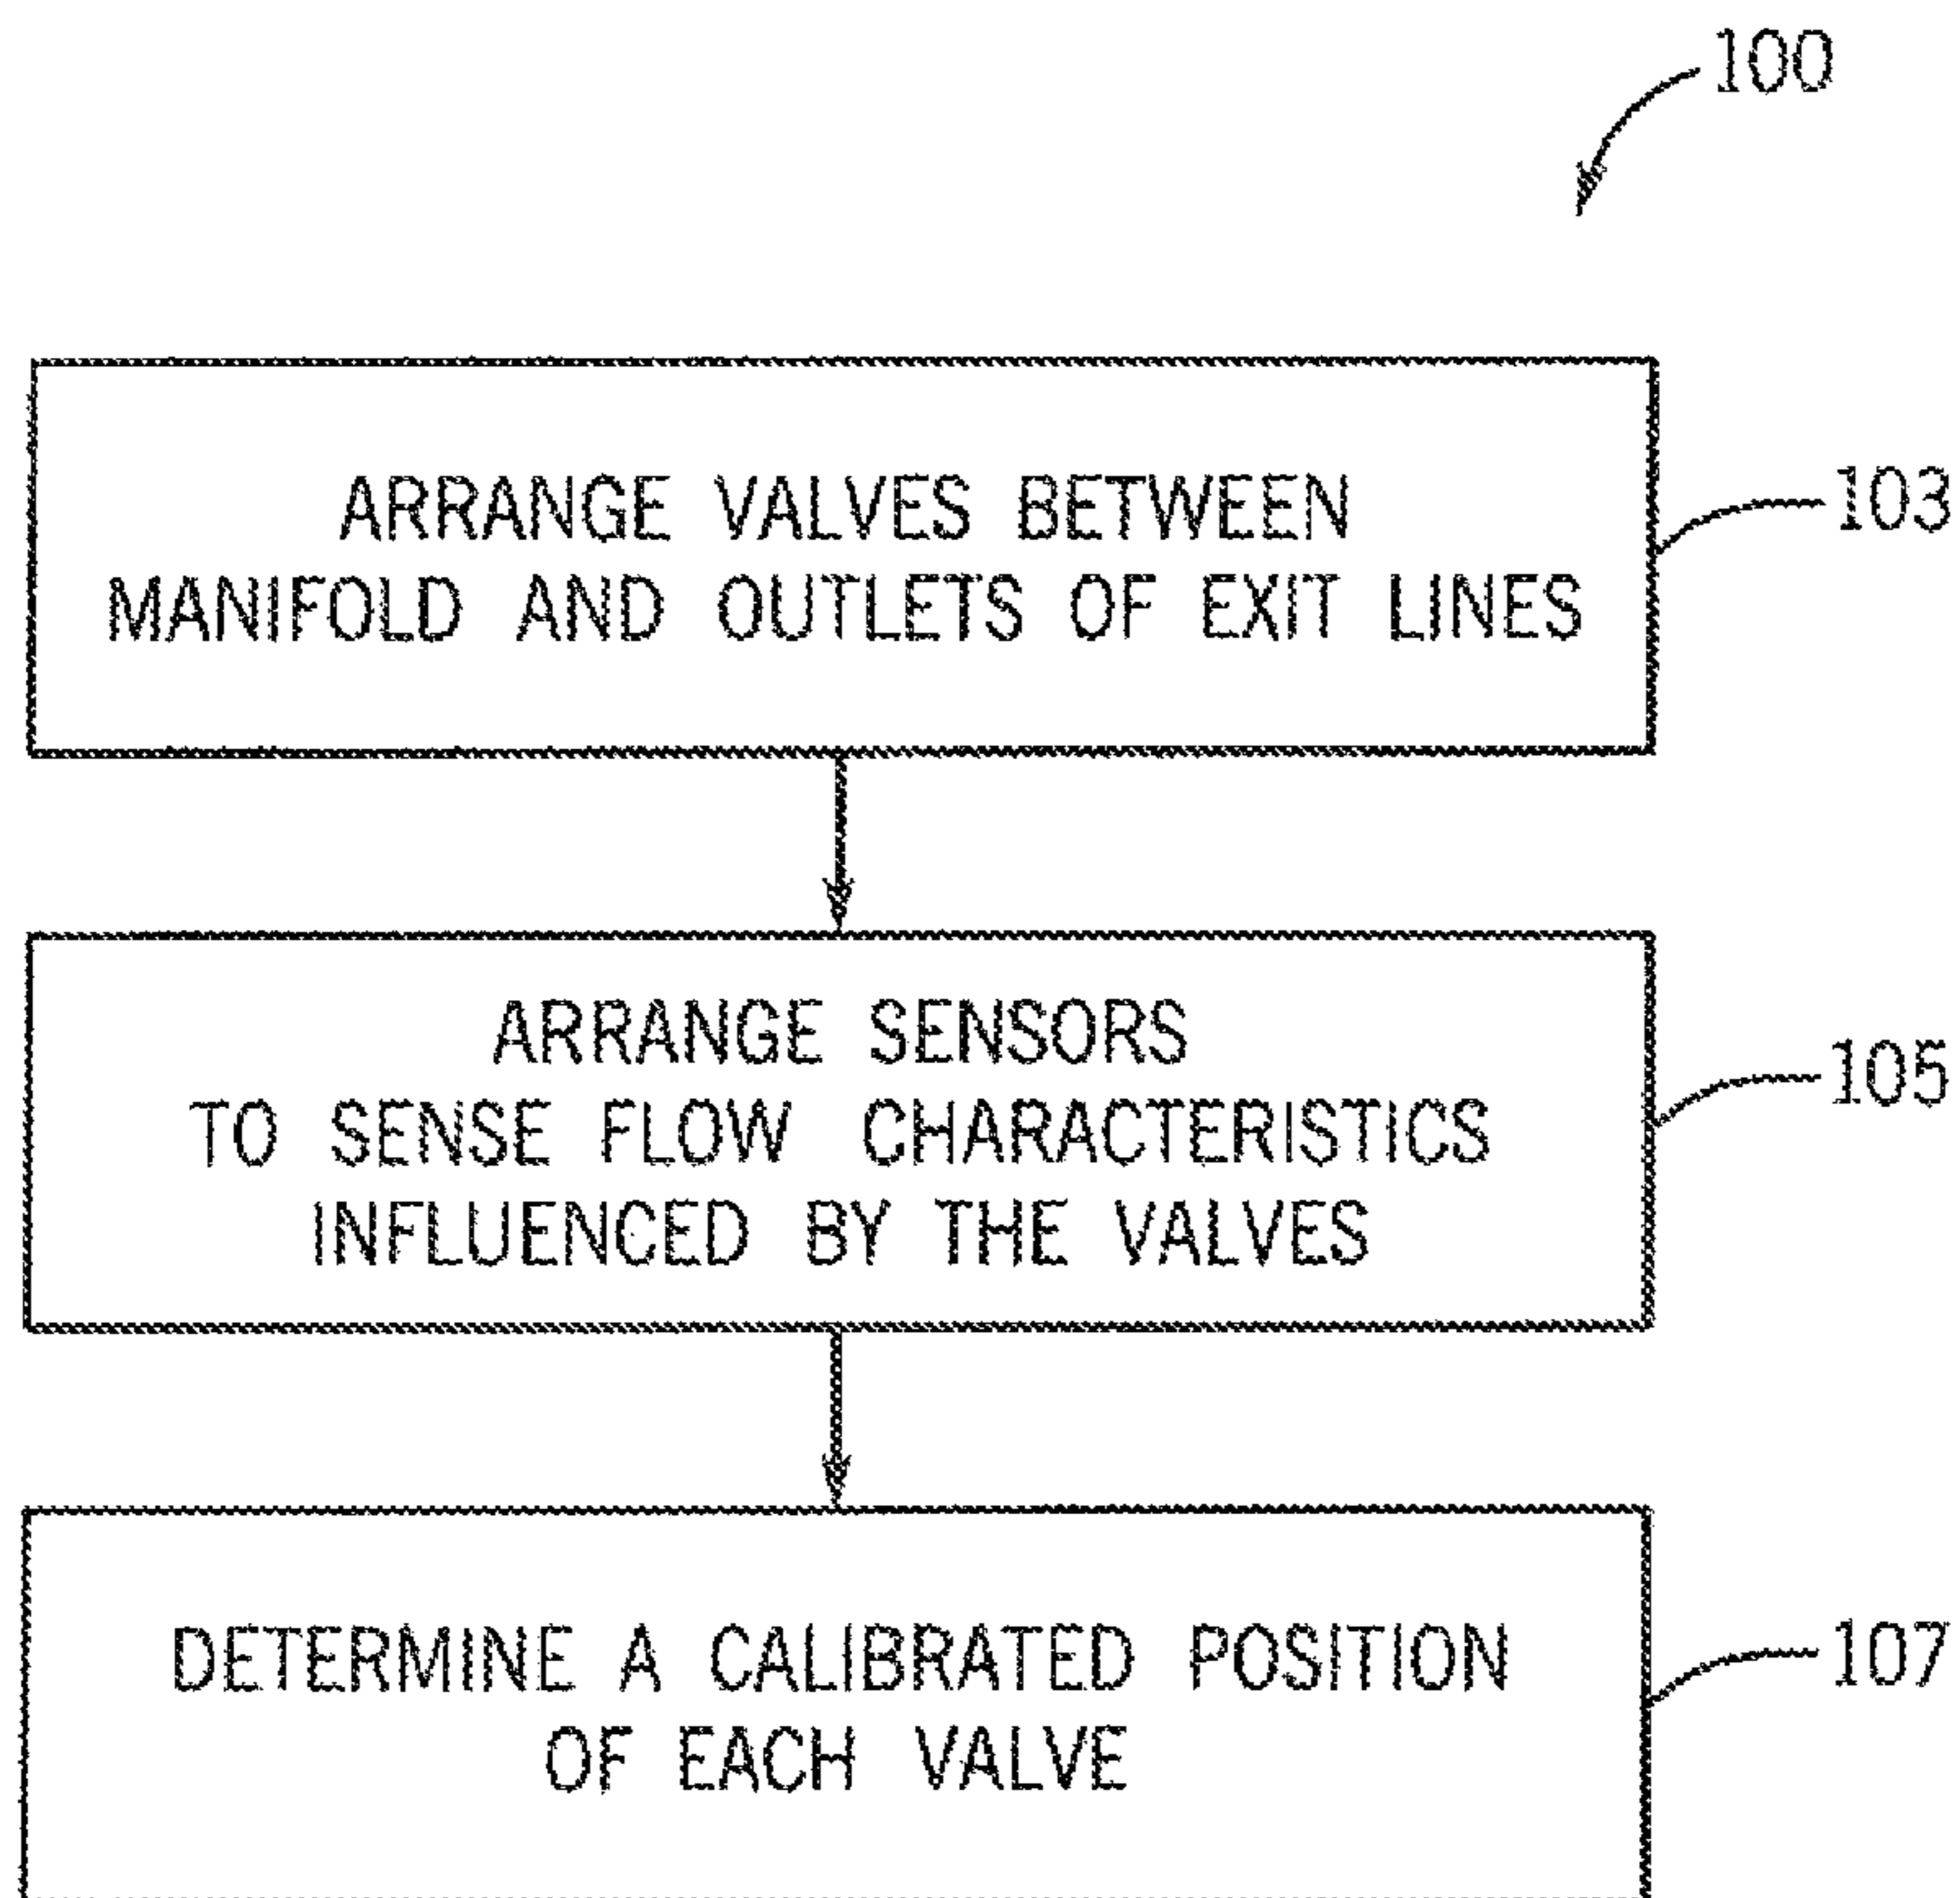 100
ARRANGE VALVES BETWEEN
MANIFOLD AND OUTLETS OF EXIT LINES
103
ARRANGE SENSORS
TO SENSE FLOW CHARACTERISTICS
INFLUENCED BY THE VALVES
105
DETERMINE A CALIBRATED POSITION
OF EACH VALVE
107